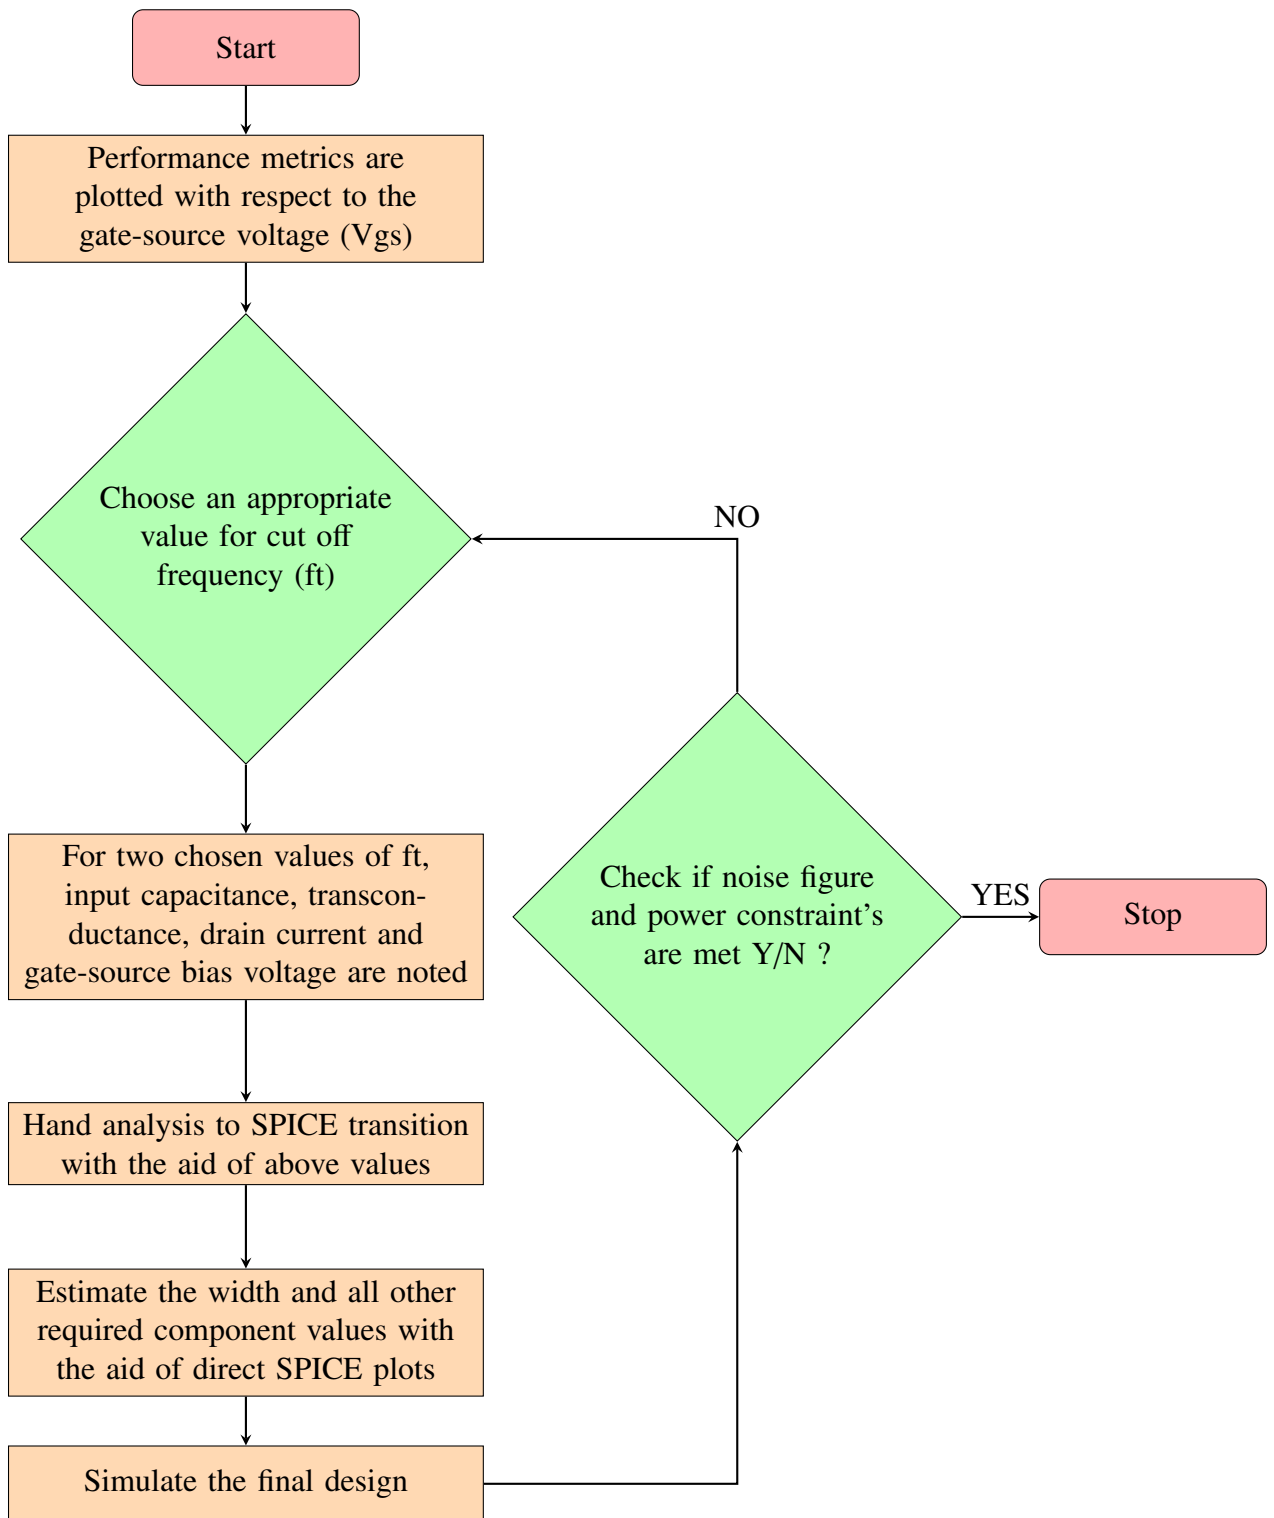 Start
Performance metrics are
plotted with respect to the
gate-source voltage (Vgs)
Choose an appropriate
value for cut off
frequency (ft)
NO
For two chosen values of ft,
input capacitance, transcon-
ductance, drain current and
gate-source bias voltage are noted
Check if noise figure
and power constraint's
are met Y/N ?
YES
Stop
Hand analysis to SPICE transition
with the aid of above values
Estimate the width and all other
required component values with
the aid of direct SPICE plots
Simulate the final design